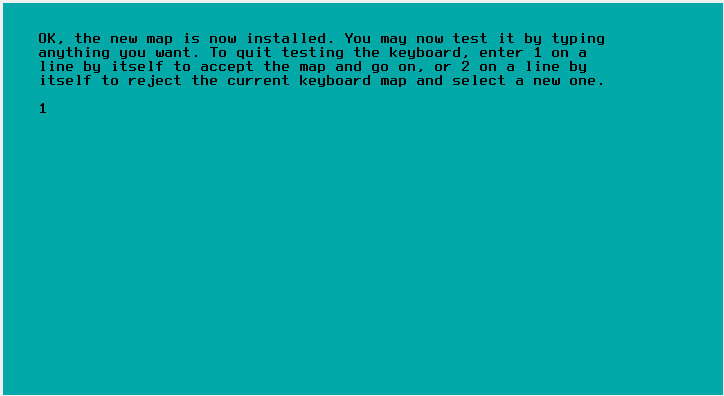 OK, the new map is now installed. You may now test it by typing
anything you want. To quit testing the keyboard, enter 1 on a
line by itself to accept the map and go on, or 2 on a line by
itself to reject the current keyboard map and select a new one.
1